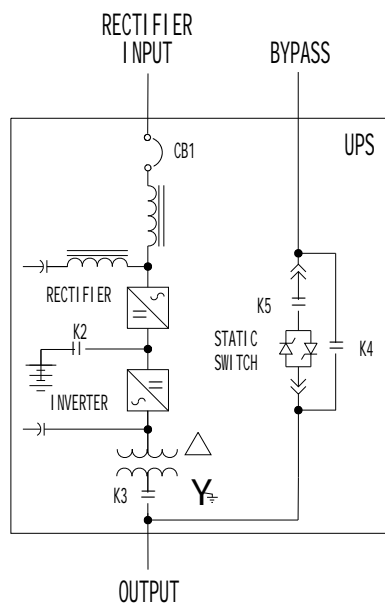 RECTIFIER
INPUT
BYPASS
UPS
CB1
RECTIFIER
K5
K2
STATIC
SWITCH
K4
INVERTER
K3
Y
OUTPUT